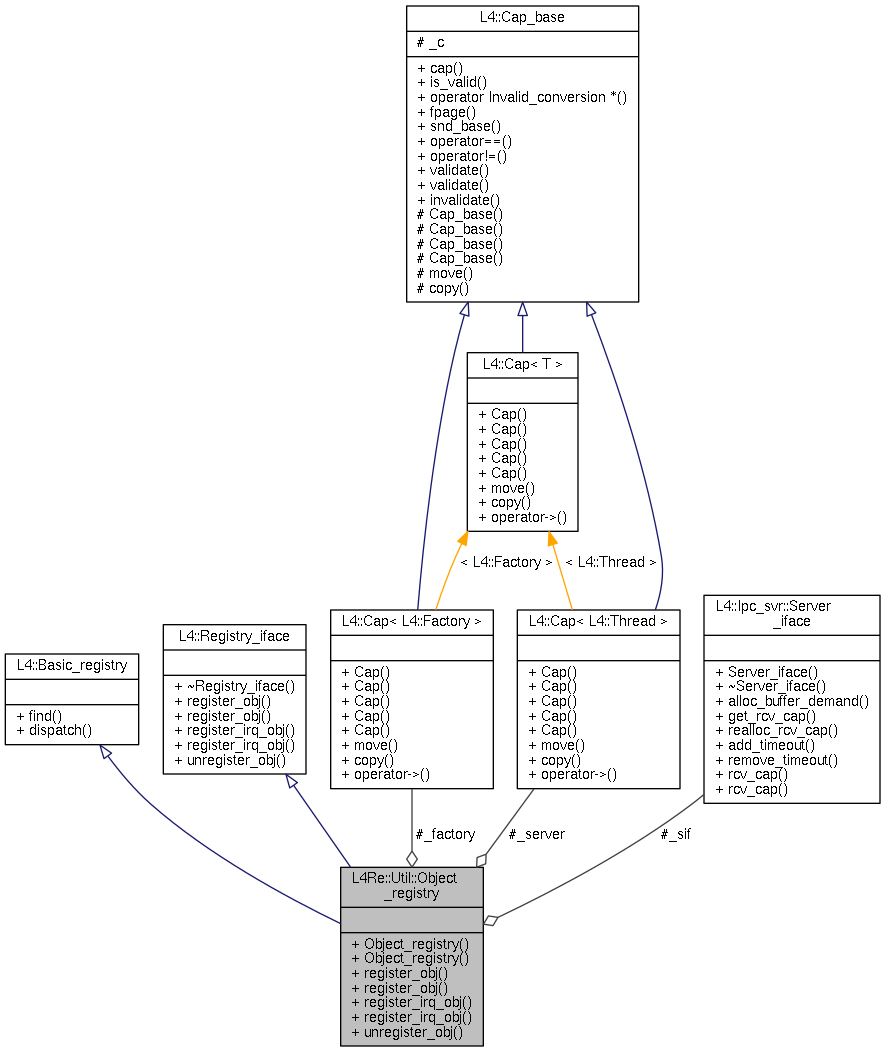 L4::Cap_base
# _c
+ cap()
+ is_valid()
+ operator Invalid_conversion *()
+ fpage()
+ snd_base()
+ operator==()
+ operator!=()
+ validate()
+ validate()
+ invalidate()
# Cap_base()
# Cap_base()
# Cap_base()
# Cap_base()
# move()
# copy()
L4::Cap< T >
+ Cap()
+ Cap()
+ Cap()
+ Cap()
+ Cap()
+ move()
+ copy()
+ operator->()
< L4::Factory >
< L4::Thread >
L4::Basic_registry
+ find()
+ dispatch()
L4::Registry_iface
+ ~Registry_iface()
+ register_obj()
+ register_obj()
+ register_irq_obj()
+ register_irq_obj()
+ unregister_obj()
L4::Cap< L4::Factory >
+ Cap()
+ Cap()
+ Cap()
+ Cap()
+ Cap()
+ move()
+ copy()
+ operator->()
L4::Cap< L4::Thread >
+ Cap()
+ Cap()
+ Cap()
+ Cap()
+ Cap()
+ move()
+ copy()
+ operator->()
L4::Ipc_svr::Server
_iface
+ Server_iface()
+ ~Server_iface()
+ alloc_buffer_demand()
+ get_rcv_cap()
+ realloc_rcv_cap()
+ add_timeout()
+ remove_timeout()
+ rcv_cap()
+ rcv_cap()
#_factory
#_server
#_sif
L4Re::Util::Object
_registry
+ Object_registry()
+ Object_registry()
+ register_obj()
+ register_obj()
+ register_irq_obj()
+ register_irq_obj()
+ unregister_obj()